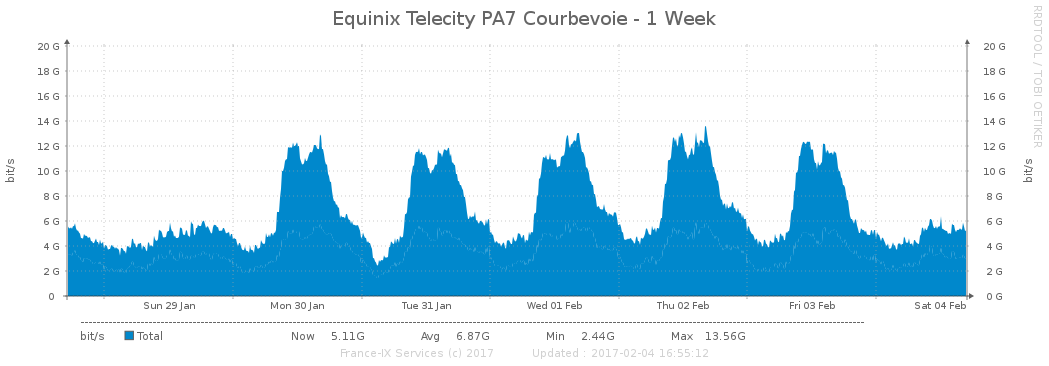 Equinix Telecity PA7 Courbevoie - 1 Week
RRDTOOL / TOBI OETIKER
bit/s
20 G 20 G
18 G 18 G
16 G 16 G
14 G 14 G
12 G 12 G
10 G 10 G
8 G 8 G
6 G 6 G
4 G 4 G
2 G 2 G
0 0 G
bit/s
Sun 29 Jan Mon 30 Jan Tue 31 Jan Wed 01 Feb Thu 02 Feb Fri 03 Feb Sat 04 Feb
bit/s Total Now 5.11G Avg 6.87G Min 2.44G Max 13.56G
France-IX Services (c) 2017 Updated : 2017-02-04 16:55:12